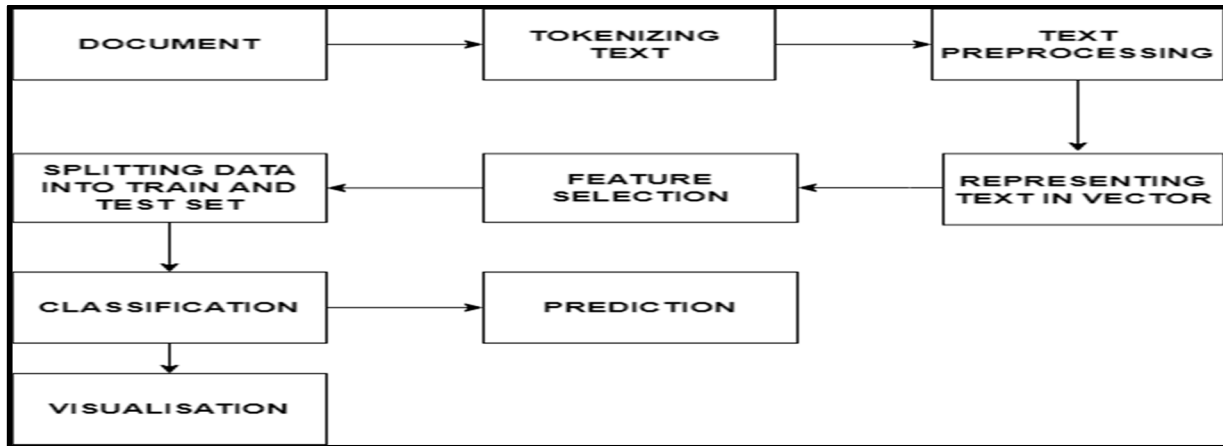 DOCUMENT
TOKENIZING
TEXT
TEXT
PREPROCESSING
REPRESENTING
TEXT IN VECTOR
FEATURE
SELECTION
SPLITTING DATA
INTO TRAIN AND
TEST SET
CLASSIFICATION
PREDICTION
VISUALISATION